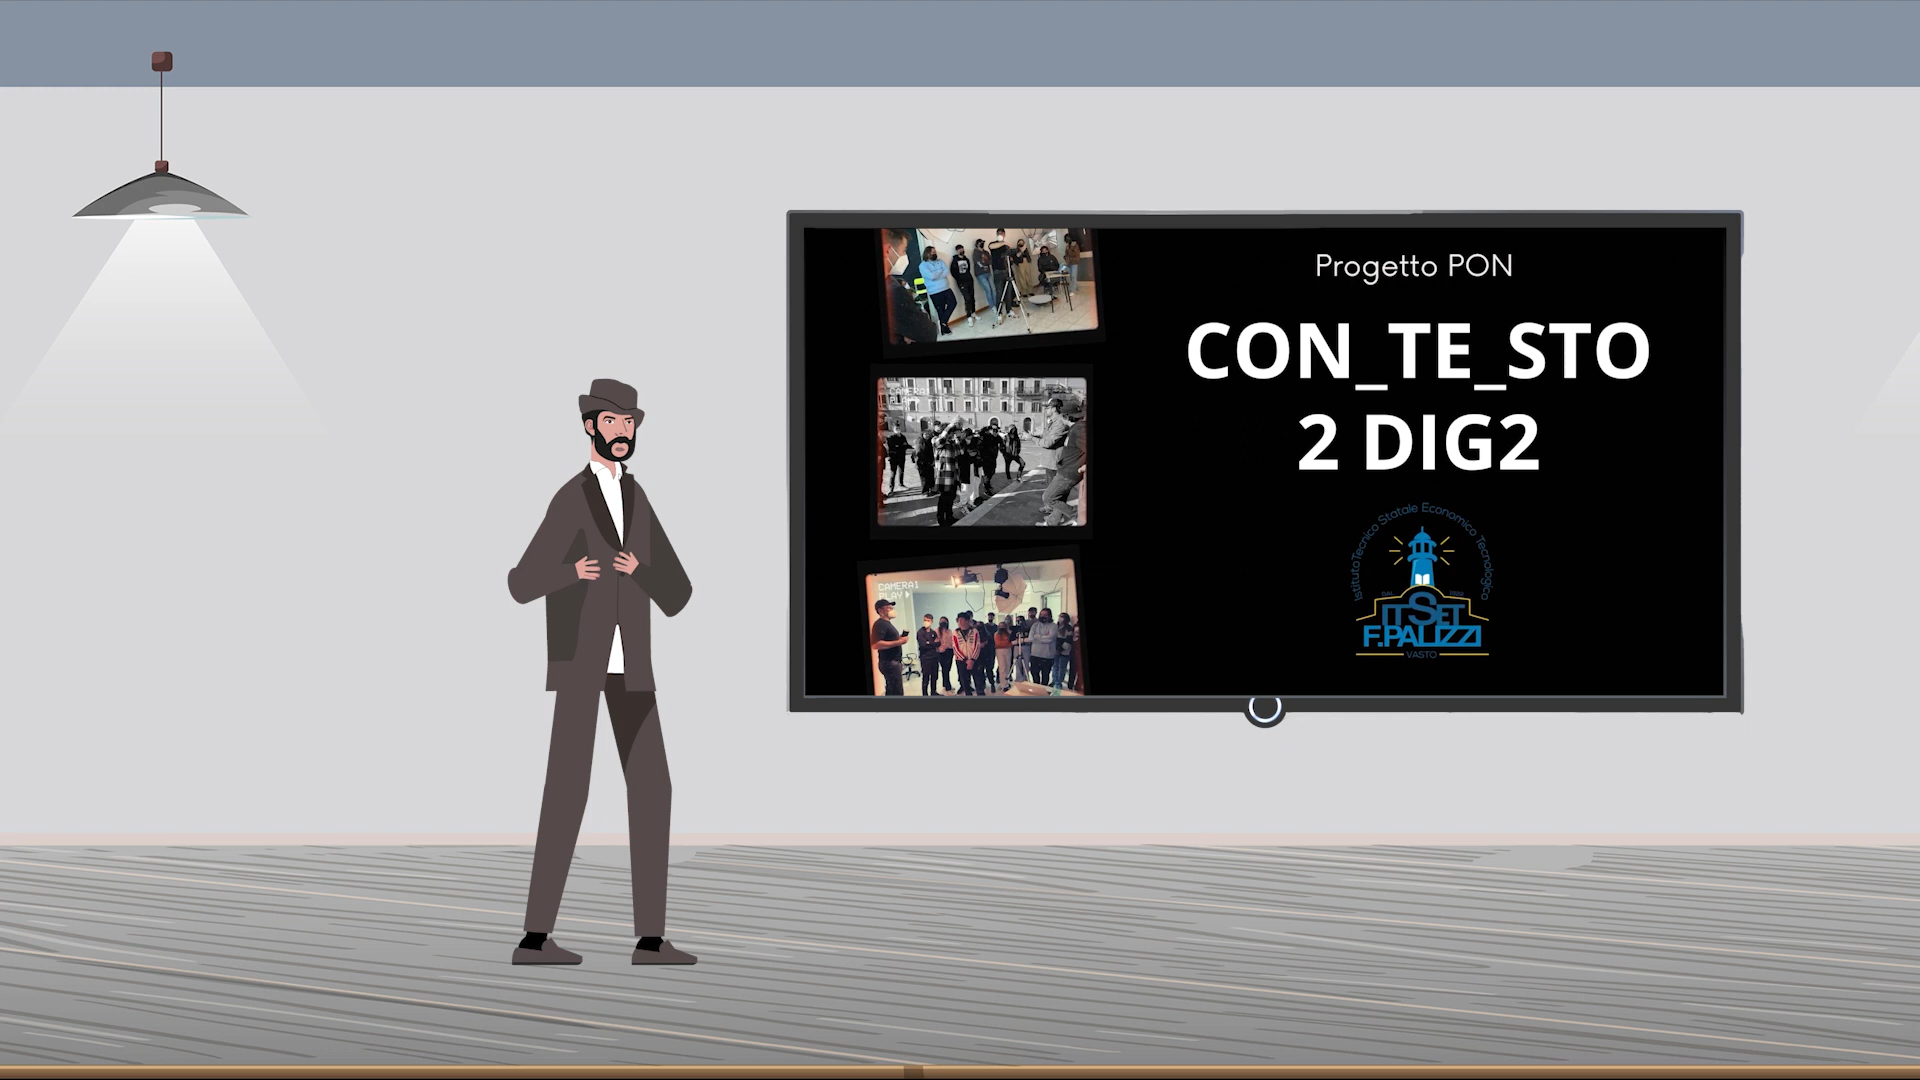 Progetto PON
CON_TE_STO
2 DIG2
Istituto Tecnico Statale Economico Tecnologico
ITSET
F.PALIZZI
VASTO
CAMERA1
PLAY